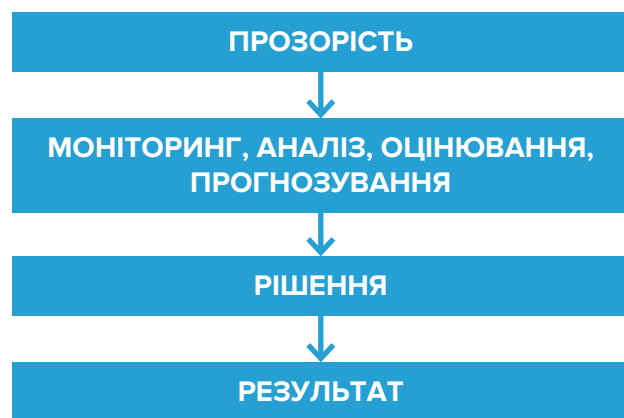 ПРОЗОРІСТЬ
МОНІТОРИНГ, АНАЛІЗ, ОЦІНЮВАННЯ,
ПРОГНОЗУВАННЯ
РІШЕННЯ
РЕЗУЛЬТАТ